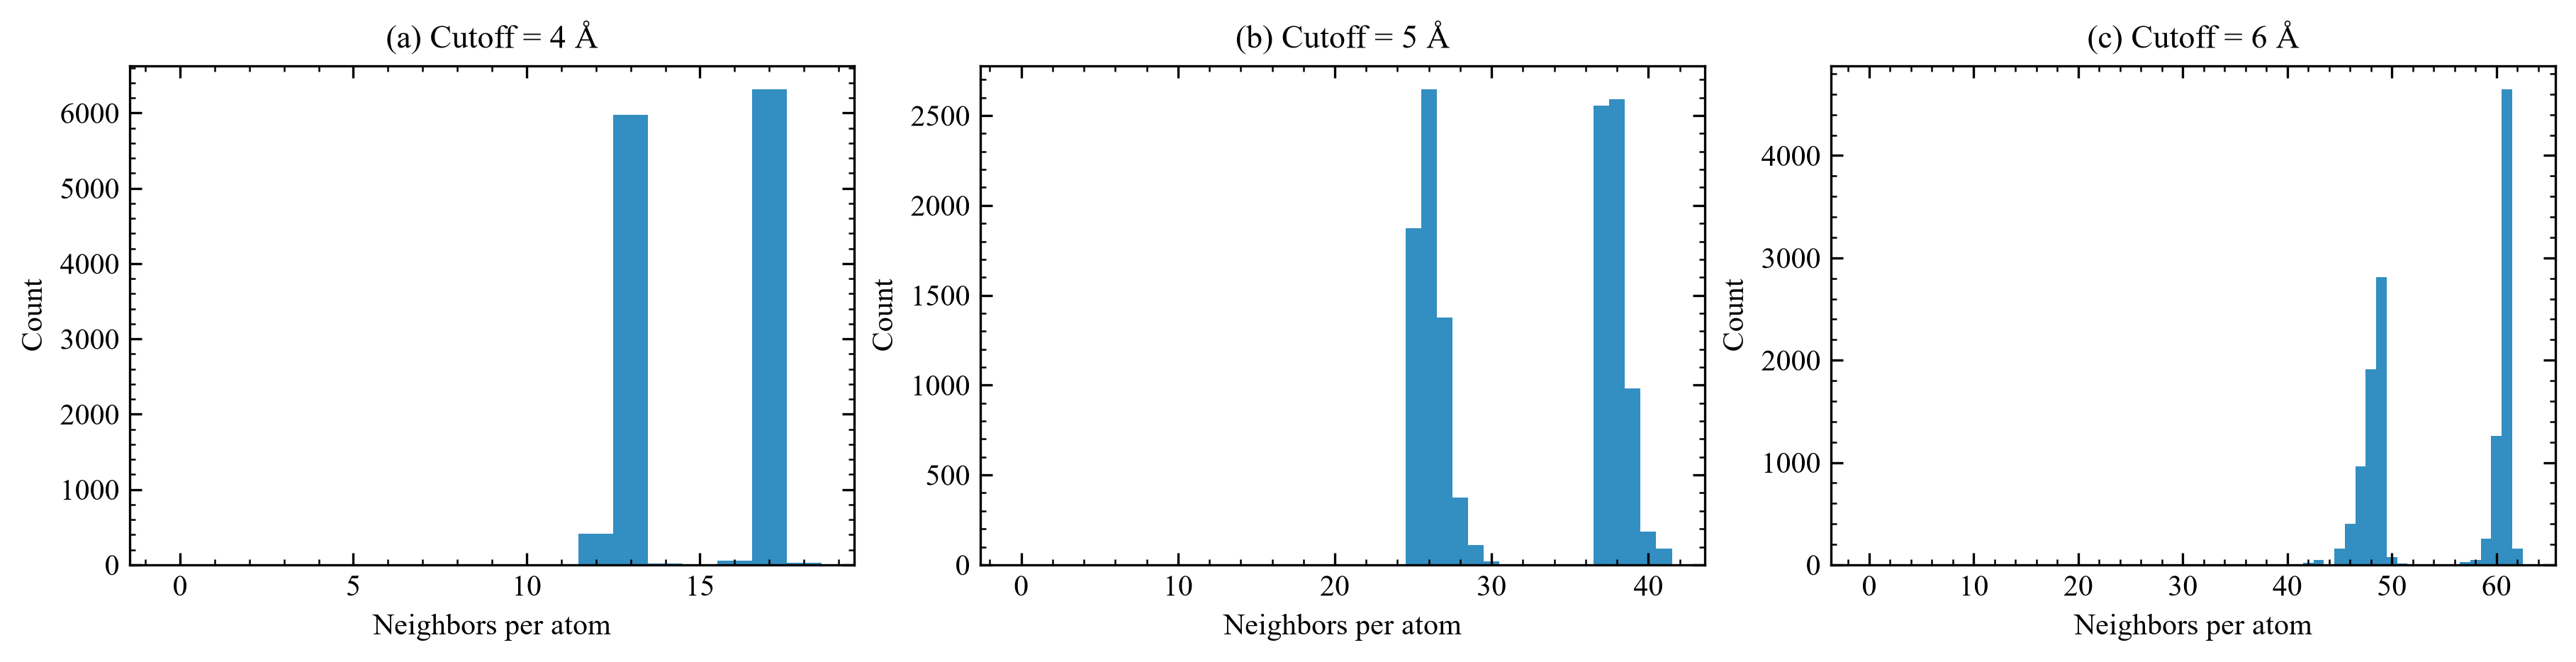 (a) Cutoff = 4 Å
6000
5000
4000
3000
2000
1000
0
Count
0 5 10 15
Neighbors per atom
(b) Cutoff = 5 Å
2500
2000
1500
1000
500
0
Count
0 10 20 30 40
Neighbors per atom
(c) Cutoff = 6 Å
4000
3000
2000
1000
0
Count
0 10 20 30 40 50 60
Neighbors per atom